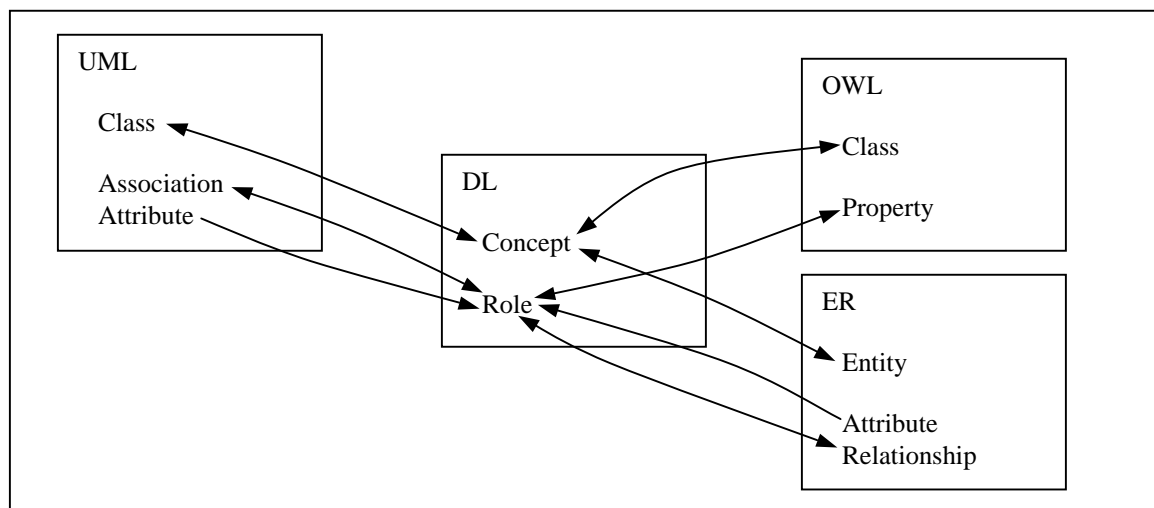 UML
Class
Association
Attribute
DL
Concept
Role
OWL
Class
Property
ER
Entity
Attribute
Relationship